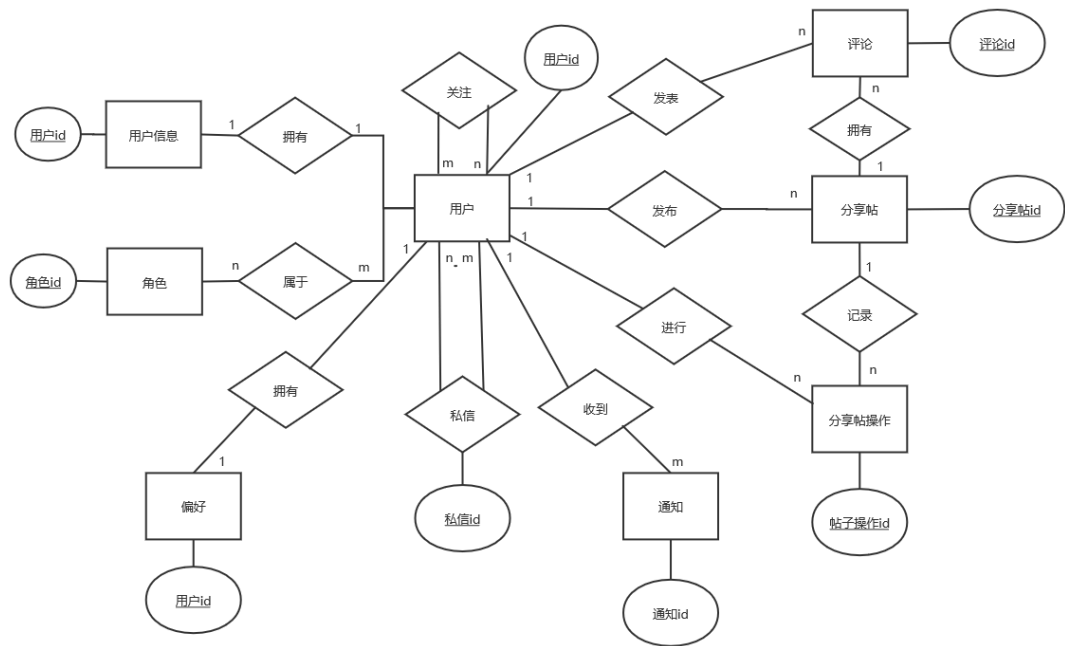 n
评论
评论id
用户id
关注
发表
n
用户id
用户信息
1
拥有
1
拥有
m
n
1
1
用户
1
发布
n
分享帖
分享帖id
1
1
n
m
1
n
m
1
角色id
角色
属于
记录
进行
n
n
拥有
收到
私信
分享帖操作
1
m
偏好
通知
私信id
帖子操作id
用户id
通知id